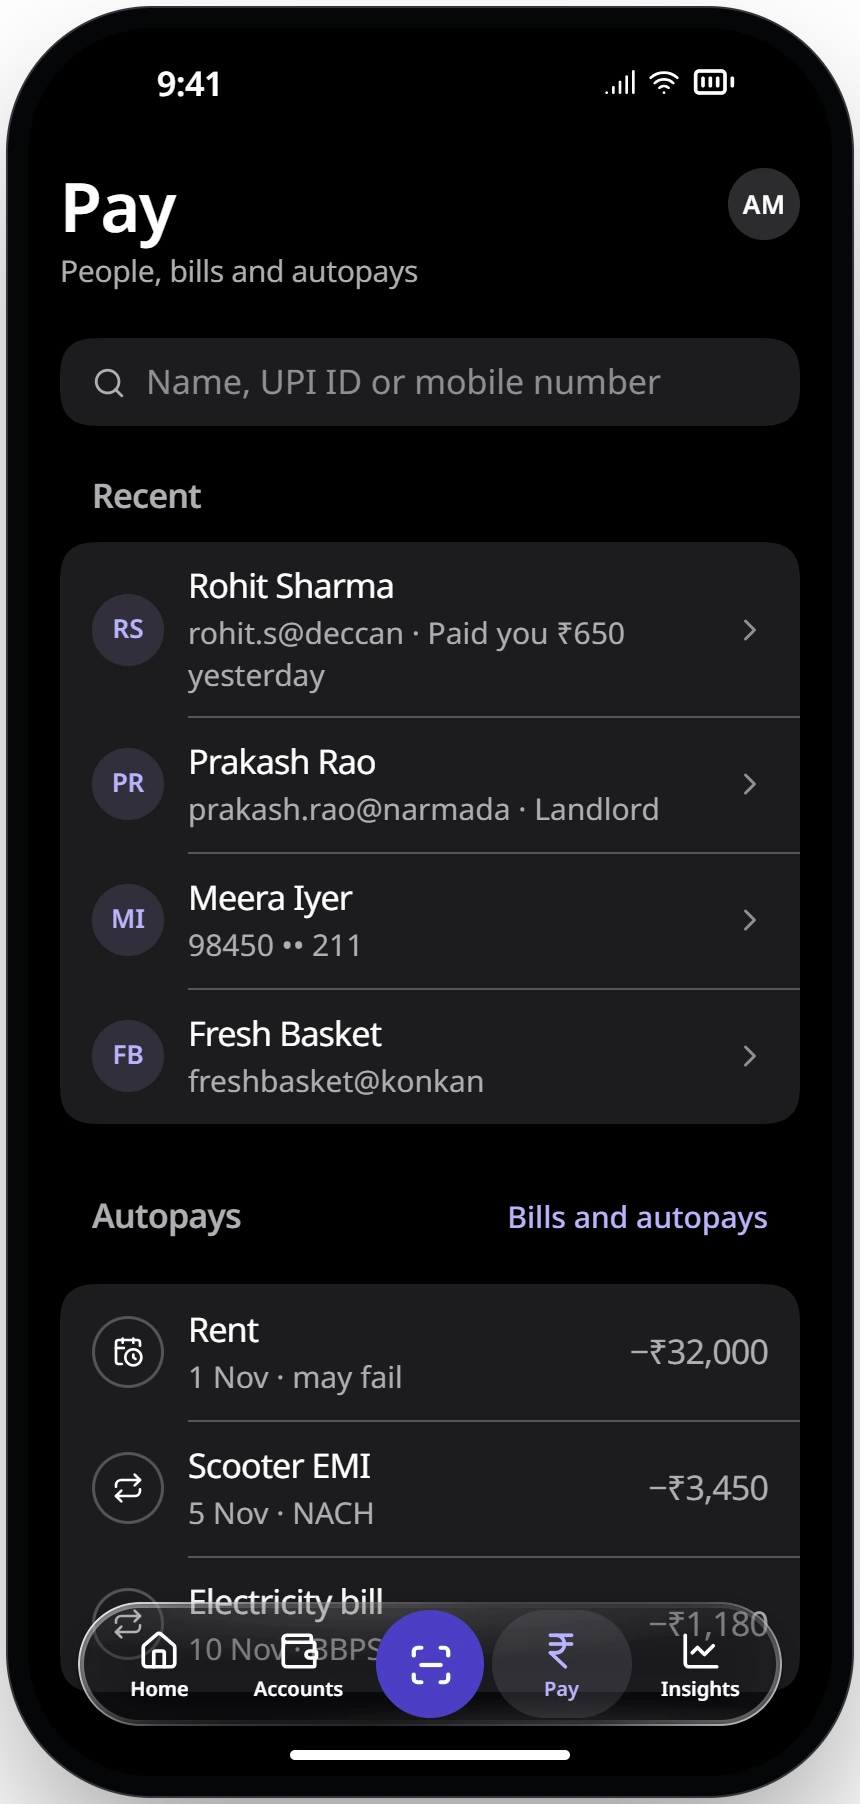 9:41
Pay
AM
People, bills and autopays
Name, UPI ID or mobile number
Recent
RS
Rohit Sharma
rohit.s@deccan · Paid you ₹650
yesterday
PR
Prakash Rao
prakash.rao@narmada · Landlord
MI
Meera Iyer
98450 •• 211
FB
Fresh Basket
freshbasket@konkan
Autopays
Bills and autopays
Rent
−₹32,000
1 Nov · may fail
Scooter EMI
−₹3,450
5 Nov · NACH
Electricity bill
−₹1,180
10 Nov · BBPS
Home
Accounts
Pay
Insights